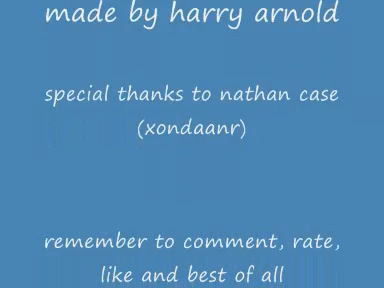 made by harry arnold
special thanks to nathan case
(xondaanr)
remember to comment, rate,
like and best of all